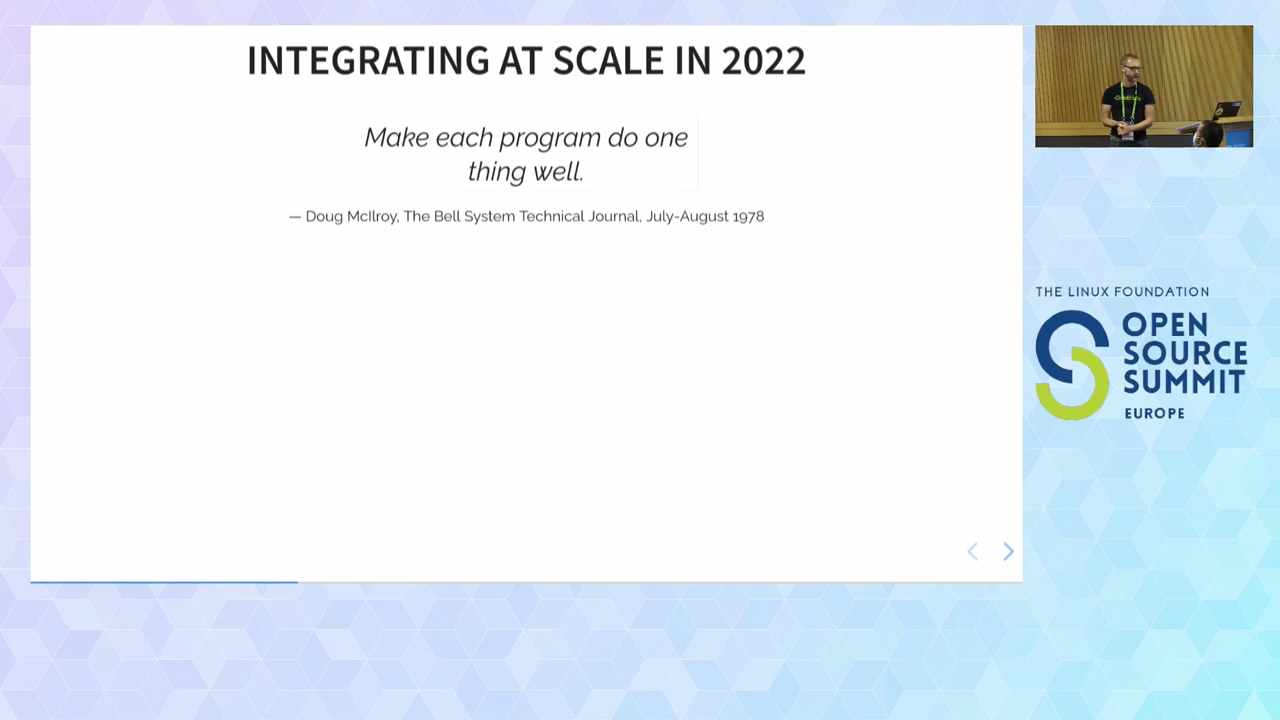 INTEGRATING AT SCALE IN 2022
Make each program do one
thing well.
— Doug McIlroy, The Bell System Technical Journal, July-August 1978
THE LINUX FOUNDATION
OPEN
SOURCE
SUMMIT
EUROPE